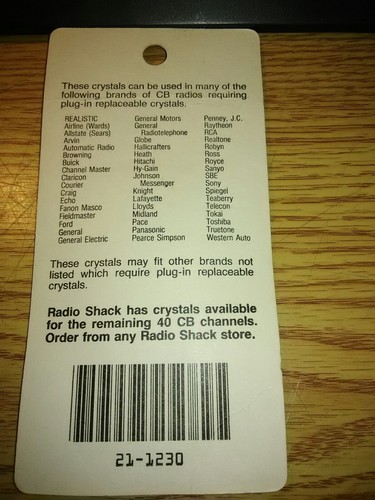 These crystals can be used in many of the
following brands of CB radios requiring
plug-in replaceable crystals.
REALISTIC
Airline (Wards)
Allstate (Sears)
Arvin
Automatic Radio
Browning
Buick
Channel Master
Claricon
Courier
Craig
Echo
Fanon Masco
Fieldmaster
Ford
General
General Electric
General Motors
General
Radiotelephone
Globe
Hallicrafters
Heath
Hitachi
Hy-Gain
Johnson
Messenger
Knight
Lafayette
Lloyds
Midland
Pace
Panasonic
Pearce Simpson
Penney, J.C.
Raytheon
RCA
Realtone
Robyn
Ross
Royce
Sanyo
SBE
Sony
Spiegel
Teaberry
Telecon
Tokai
Toshiba
Truetone
Western Auto
These crystals may fit other brands not
listed which require plug-in replaceable
crystals.
Radio Shack has crystals available
for the remaining 40 CB channels.
Order from any Radio Shack store.
21-1230